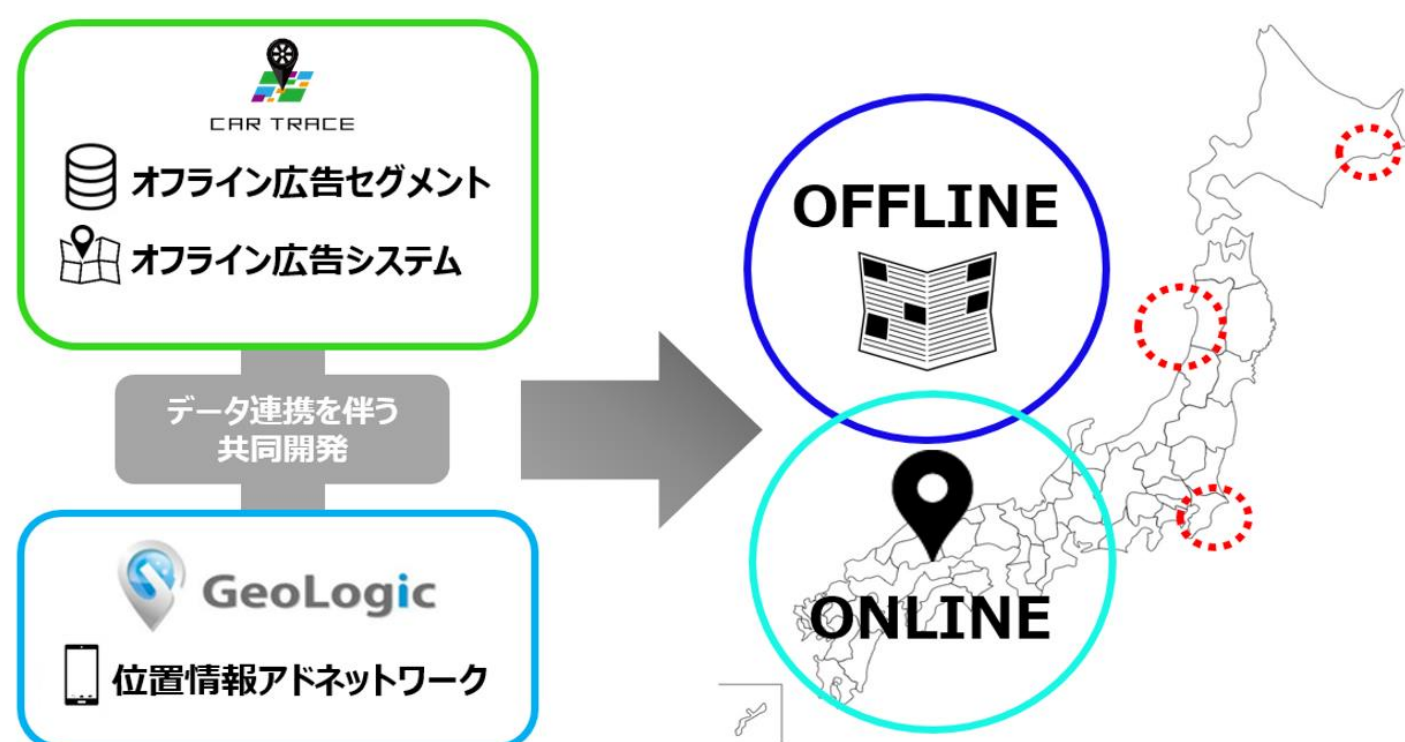 CAR TRACE
オフライン広告セグメント
オフライン広告システム
データ連携を伴う
共同開発
GeoLogic
位置情報アドネットワーク
OFFLINE
ONLINE